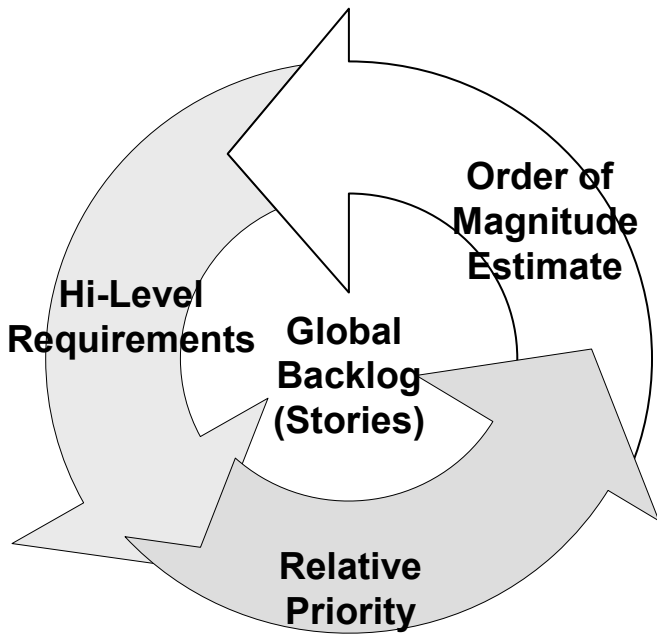 Order of
Magnitude
Estimate
Hi-Level
Requirements
Global
Backlog
(Stories)
Relative
Priority